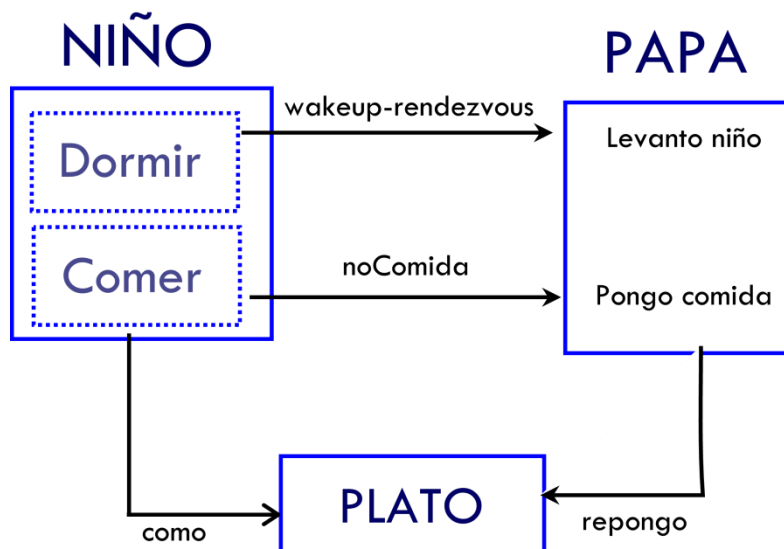 NIÑO
PAPA
wakeup-rendezvous
Dormir
Levanto niño
Comer
noComida
Pongo comida
PLATO
como
repongo